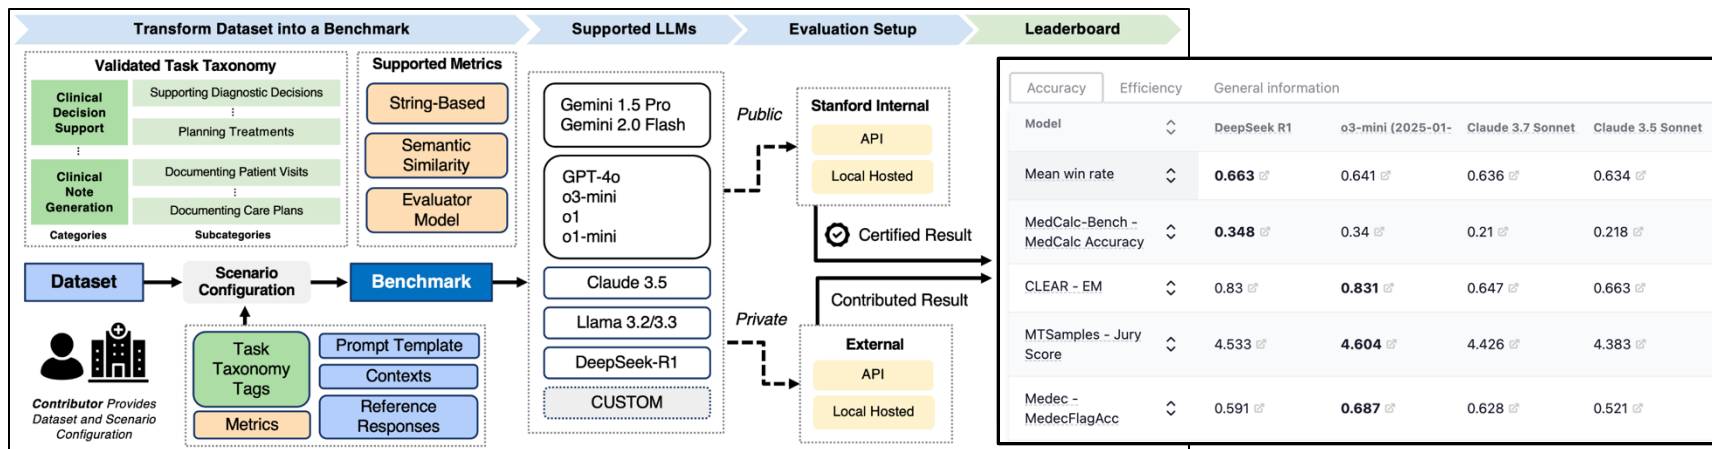 Transform Dataset into a Benchmark
Supported LLMs
Evaluation Setup
Leaderboard
Validated Task Taxonomy
Clinical
Decision
Support
Supporting Diagnostic Decisions
Planning Treatments
Clinical
Note
Generation
Documenting Patient Visits
Documenting Care Plans
Categories
Subcategories
Supported Metrics
String-Based
Semantic
Similarity
Evaluator
Model
Dataset
Scenario
Configuration
Benchmark
Contributor Provides
Dataset and Scenario
Configuration
Task
Taxonomy
Tags
Metrics
Prompt Template
Contexts
Reference
Responses
Gemini 1.5 Pro
Gemini 2.0 Flash
GPT-4o
o3-mini
o1
o1-mini
Claude 3.5
Llama 3.2/3.3
DeepSeek-R1
CUSTOM
Public
Private
Stanford Internal
API
Local Hosted
Certified Result
Contributed Result
External
API
Local Hosted
Accuracy
Efficiency
General information
Model DeepSeek R1 o3-mini (2025-01- Claude 3.7 Sonnet Claude 3.5 Sonnet
Mean win rate 0.663 0.641 0.636 0.634
MedCalc-Bench -
MedCalc Accuracy 0.348 0.34 0.21 0.218
CLEAR - EM 0.83 0.831 0.647 0.663
MTSamples - Jury
Score 4.533 4.604 4.426 4.383
Medec -
MedecFlagAcc 0.591 0.687 0.628 0.521